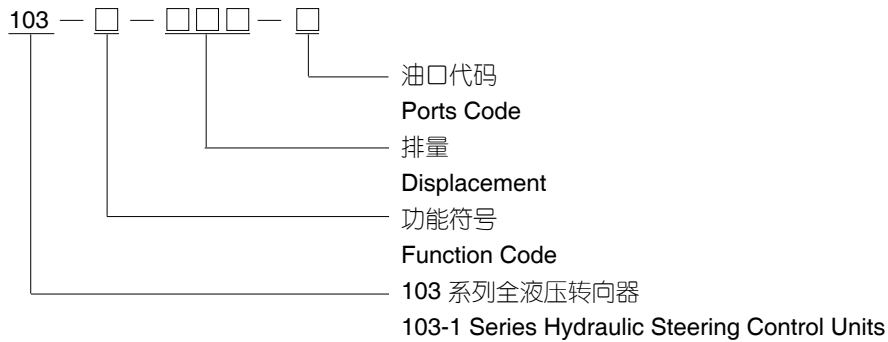 103 — □ — □□□ — □
油口代码
Ports Code
排量
Displacement
功能符号
Function Code
103 系列全液压转向器
103-1 Series Hydraulic Steering Control Units